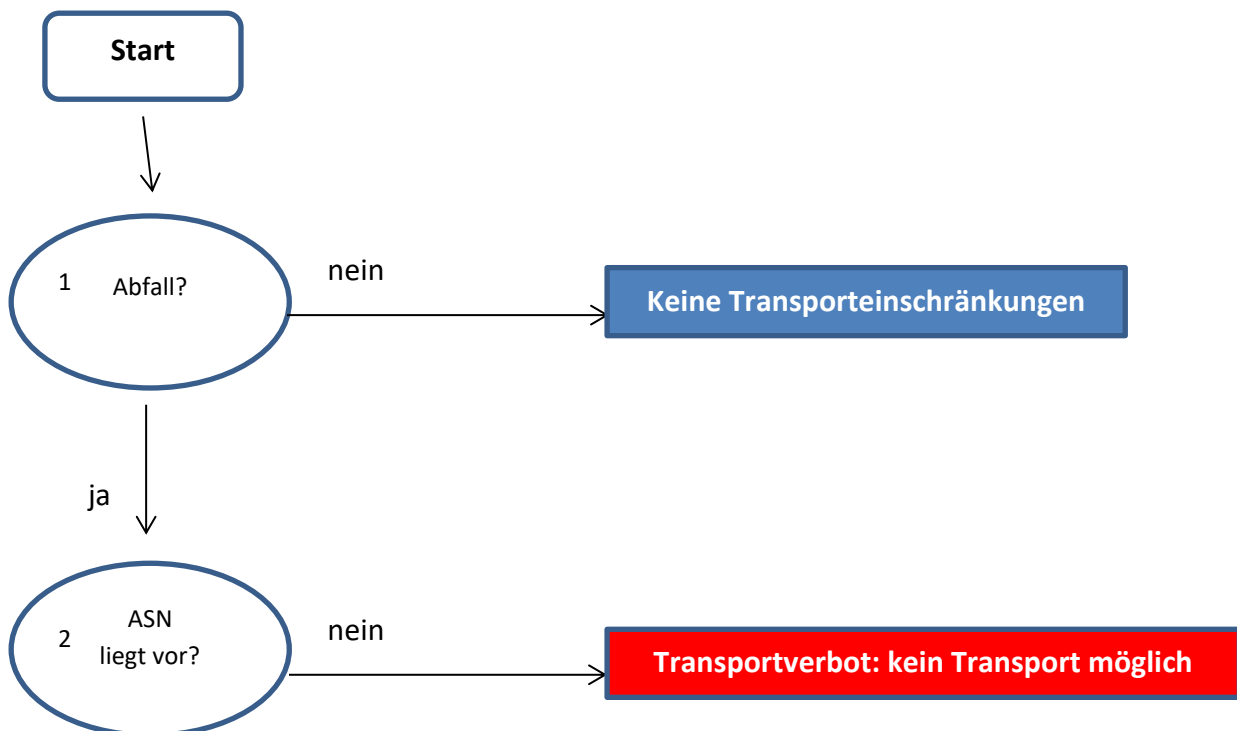 Start
1 Abfall?
nein
Keine Transporteinschränkungen
ja
2 ASN
liegt vor?
nein
Transportverbot: kein Transport möglich